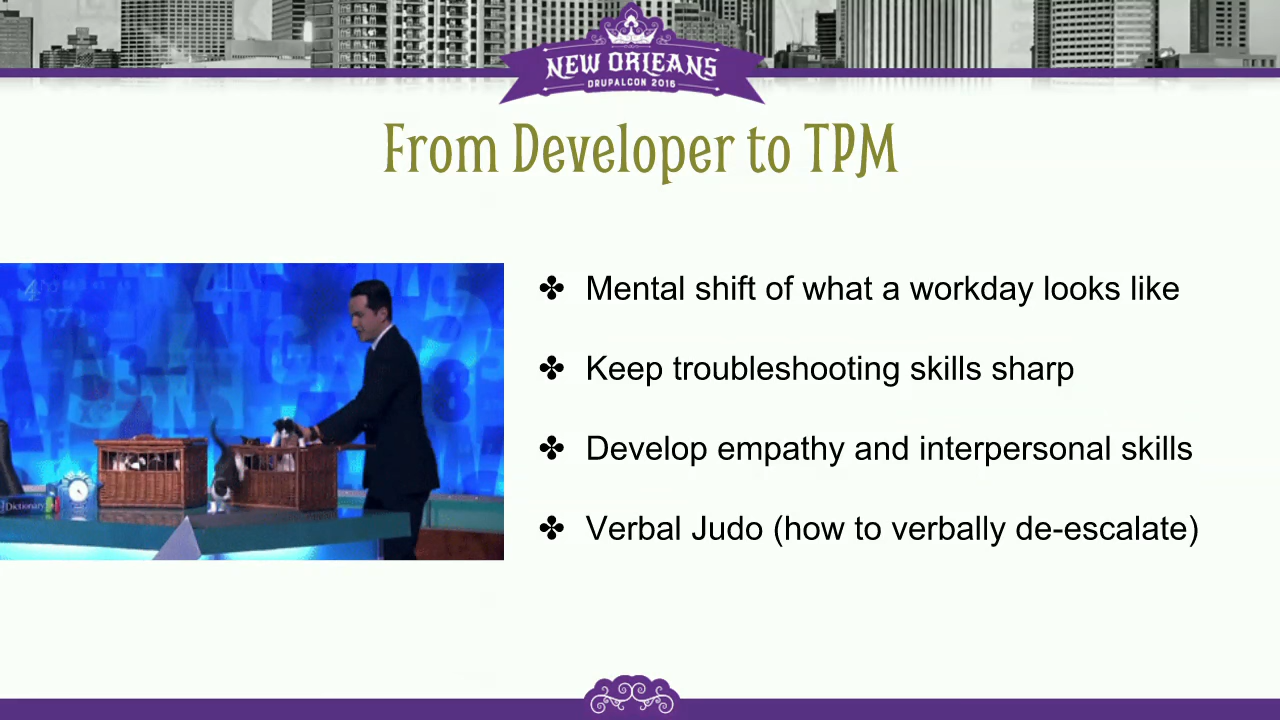 NEW ORLEANS
DRUPALCON 2016
From Developer to TPM
✤ Mental shift of what a workday looks like
✤ Keep troubleshooting skills sharp
✤ Develop empathy and interpersonal skills
✤ Verbal Judo (how to verbally de-escalate)
4
Dictionary